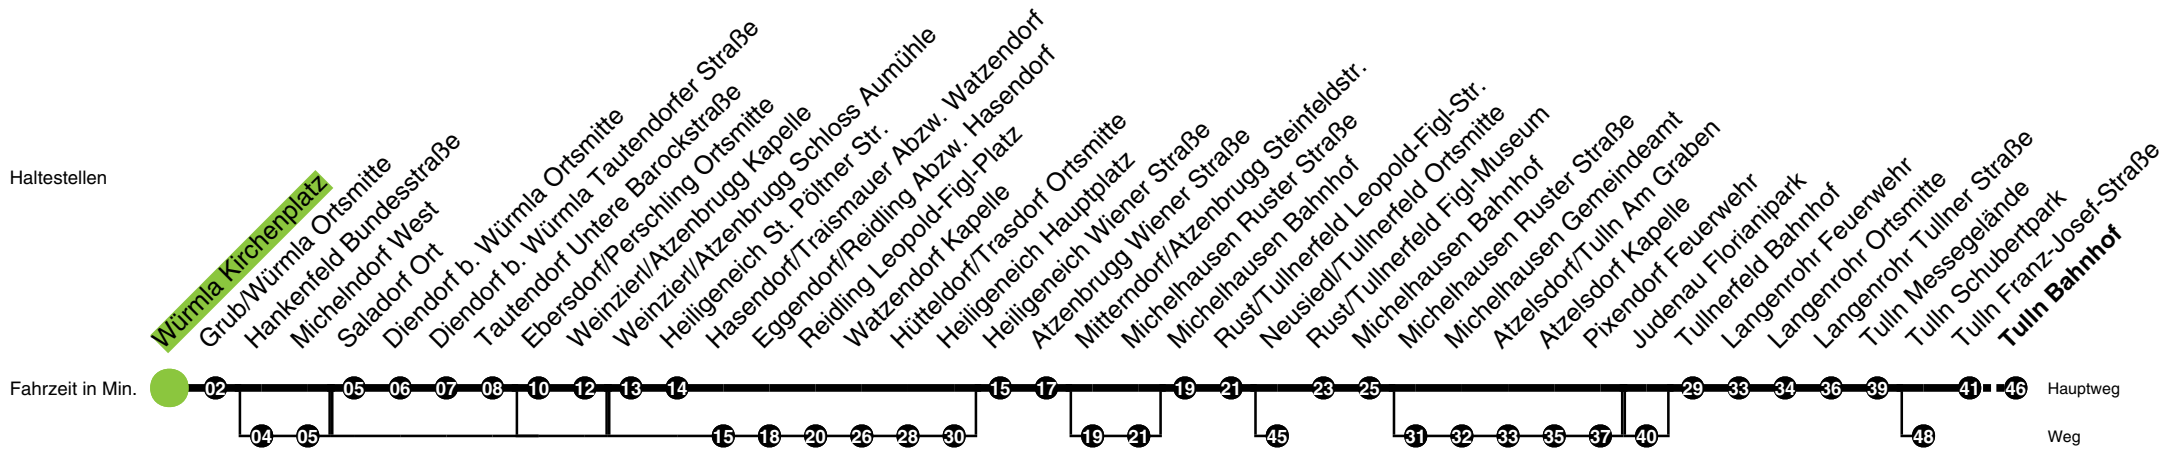 Haltestellen
Würmla Kirchenplatz
Grub/Würmla Ortsmitte
Hankenfeld Bundesstraße
Michelndorf West
Saladorf Ort
Diendorf b. Würmla Ortsmitte
Diendorf b. Würmla Tautendorfer Straße
Tautendorf Untere Barockstraße
Ebersdorf/Perschling Ortsmitte
Weinzierl/Atzenbrugg Kapelle
Weinzierl/Atzenbrugg Schloss Aumühle
Heiligeneich St. Pöltner Str.
Hasendorf/Traismauer Abzw. Watzendorf
Eggendorf/Reidling Abzw. Hasendorf
Reidling Leopold-Figl-Platz
Watzendorf Kapelle
Hütteldorf/Trasdorf Ortsmitte
Heiligeneich Hauptplatz
Heiligeneich Wiener Straße
Atzenbrugg Wiener Straße
Mitterndorf/Atzenbrugg Steinfeldstr.
Michelhausen Ruster Straße
Michelhausen Bahnhof
Rust/Tullnerfeld Leopold-Figl-Str.
Neusiedl/Tullnerfeld Ortsmitte
Rust/Tullnerfeld Figl-Museum
Michelhausen Bahnhof
Michelhausen Ruster Straße
Michelhausen Gemeindeamt
Atzelsdorf/Tulln Am Graben
Atzelsdorf Kapelle
Pixendorf Feuerwehr
Judenau Florianipark
Tullnerfeld Bahnhof
Langenrohr Feuerwehr
Langenrohr Ortsmitte
Langenrohr Tullner Straße
Tulln Messegelände
Tulln Schubertpark
Tulln Franz-Josef-Straße
Tulln Bahnhof
Fahrzeit in Min. 02 05 06 07 08 10 12 13 14 15 17 19 21 23 25 29 33 34 36 39 41 46 Hauptweg
04 05 15 18 20 26 28 30 19 21 45 31 32 33 35 37 40 48 Weg